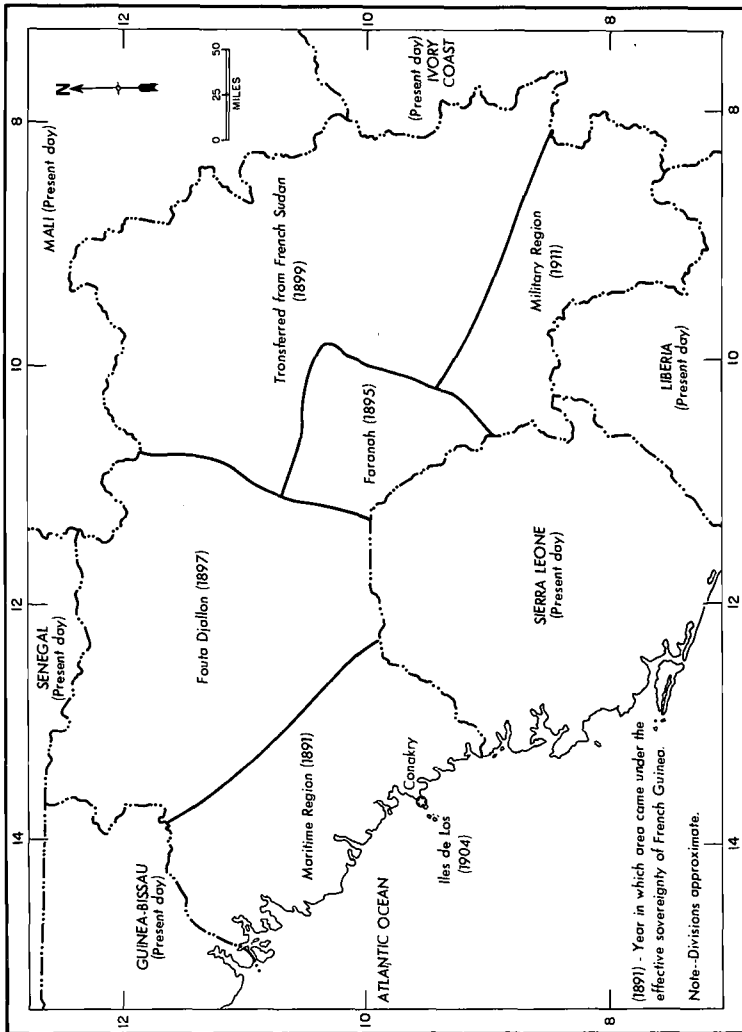 12
10
8
N
0
25
50
MILES
8
10
12
14
MALI (Present day)
(Present day)
IVORY
COAST
SENEGAL
(Present day)
Transferred from French Sudan
(1899)
Fouta Djallon (1897)
Faranah (1895)
Military Region
(1911)
GUINEA-BISSAU
(Present day)
Maritime Region (1891)
Conakry
Iles de Los
(1904)
ATLANTIC OCEAN
SIERRA LEONE
(Present day)
LIBERIA
(Present day)
(1891) - Year in which area came under the
effective sovereignty of French Guinea.
Note--Divisions approximate.
8
10
12
14
12
10
8